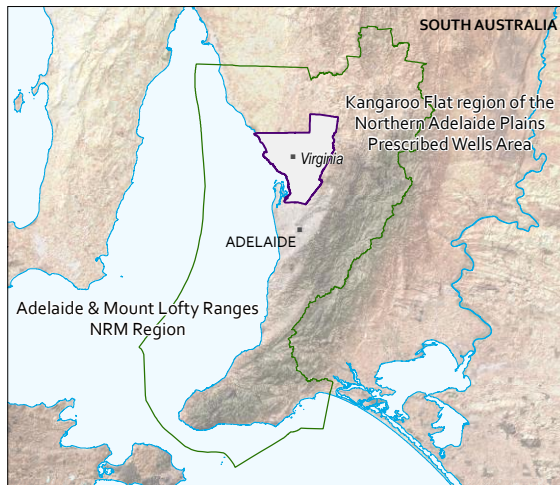 SOUTH AUSTRALIA
Kangaroo Flat region of the
Northern Adelaide Plains
Prescribed Wells Area
Virginia
ADELAIDE
Adelaide & Mount Lofty Ranges
NRM Region